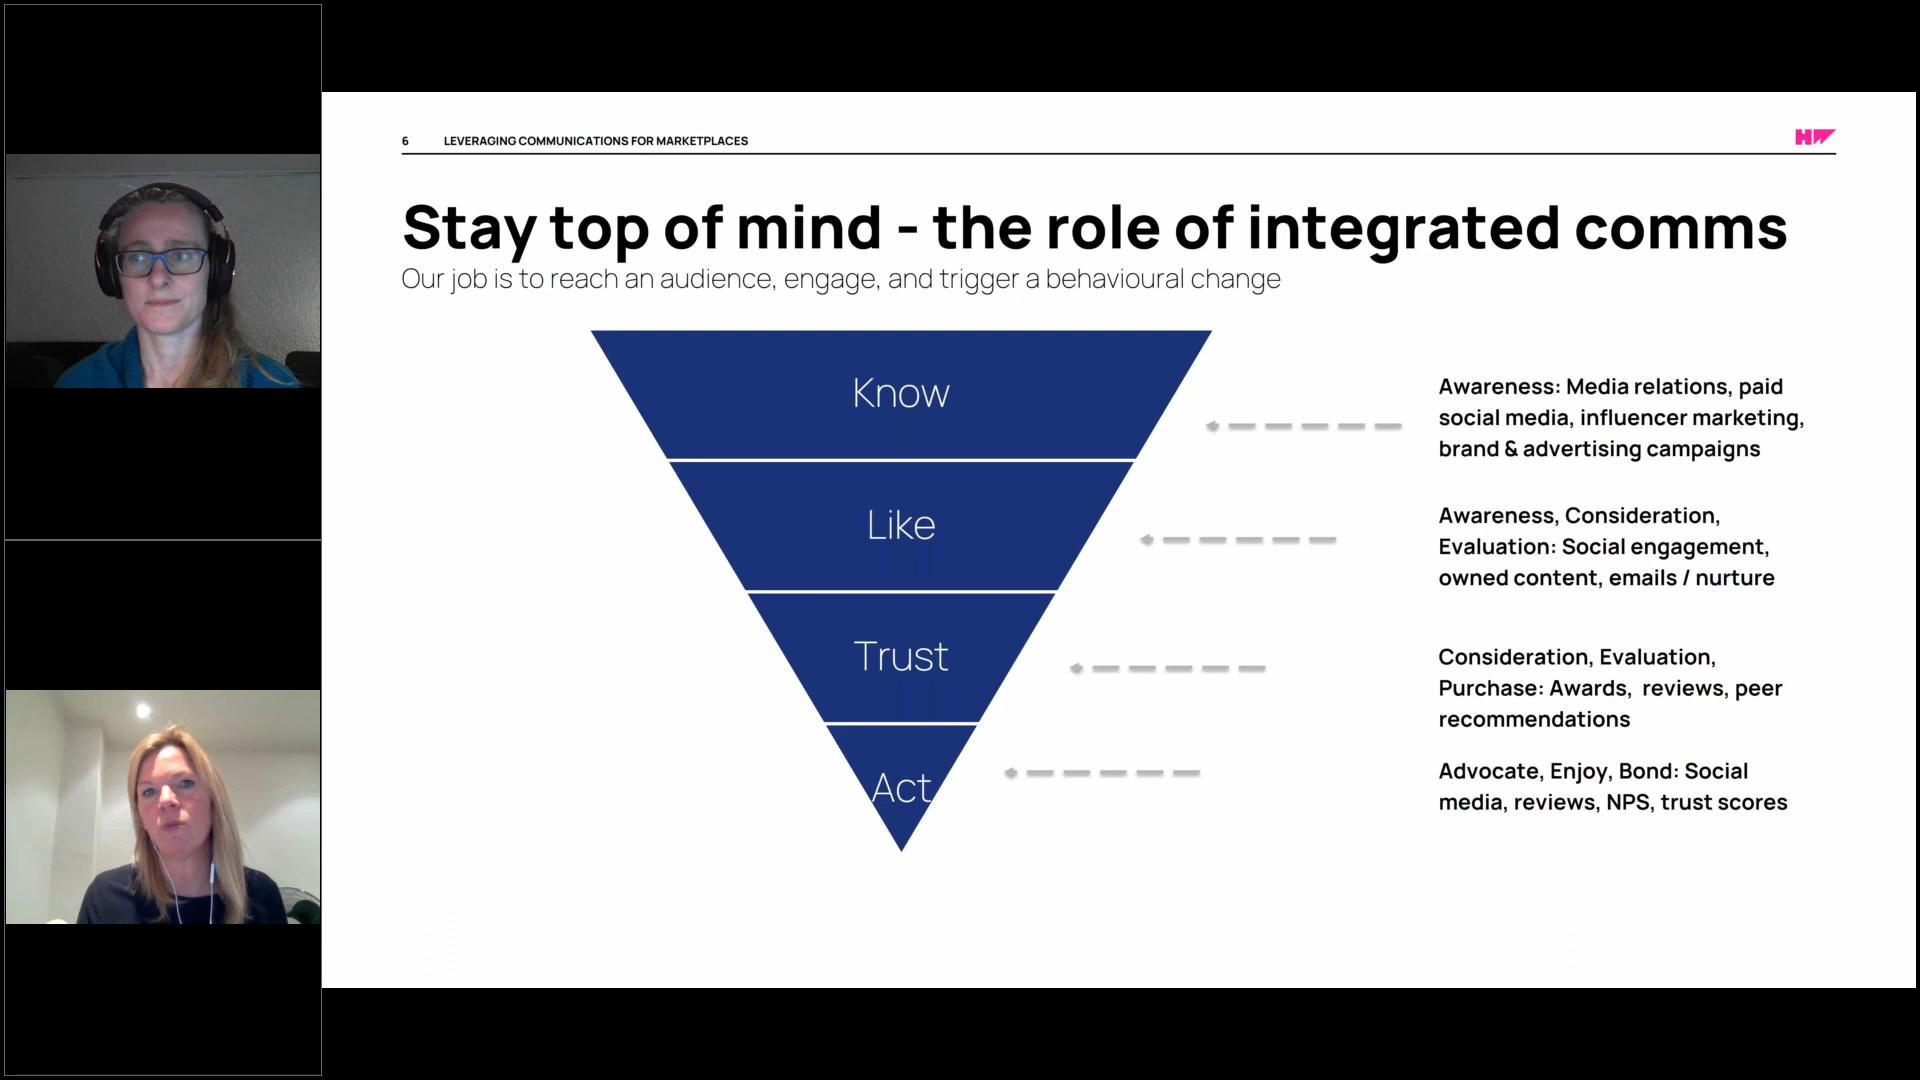 6 LEVERAGING COMMUNICATIONS FOR MARKETPLACES
HW
Stay top of mind - the role of integrated comms
Our job is to reach an audience, engage, and trigger a behavioural change
Know
Awareness: Media relations, paid
social media, influencer marketing,
brand & advertising campaigns
Like
Awareness, Consideration,
Evaluation: Social engagement,
owned content, emails / nurture
Trust
Consideration, Evaluation,
Purchase: Awards, reviews, peer
recommendations
Act
Advocate, Enjoy, Bond: Social
media, reviews, NPS, trust scores